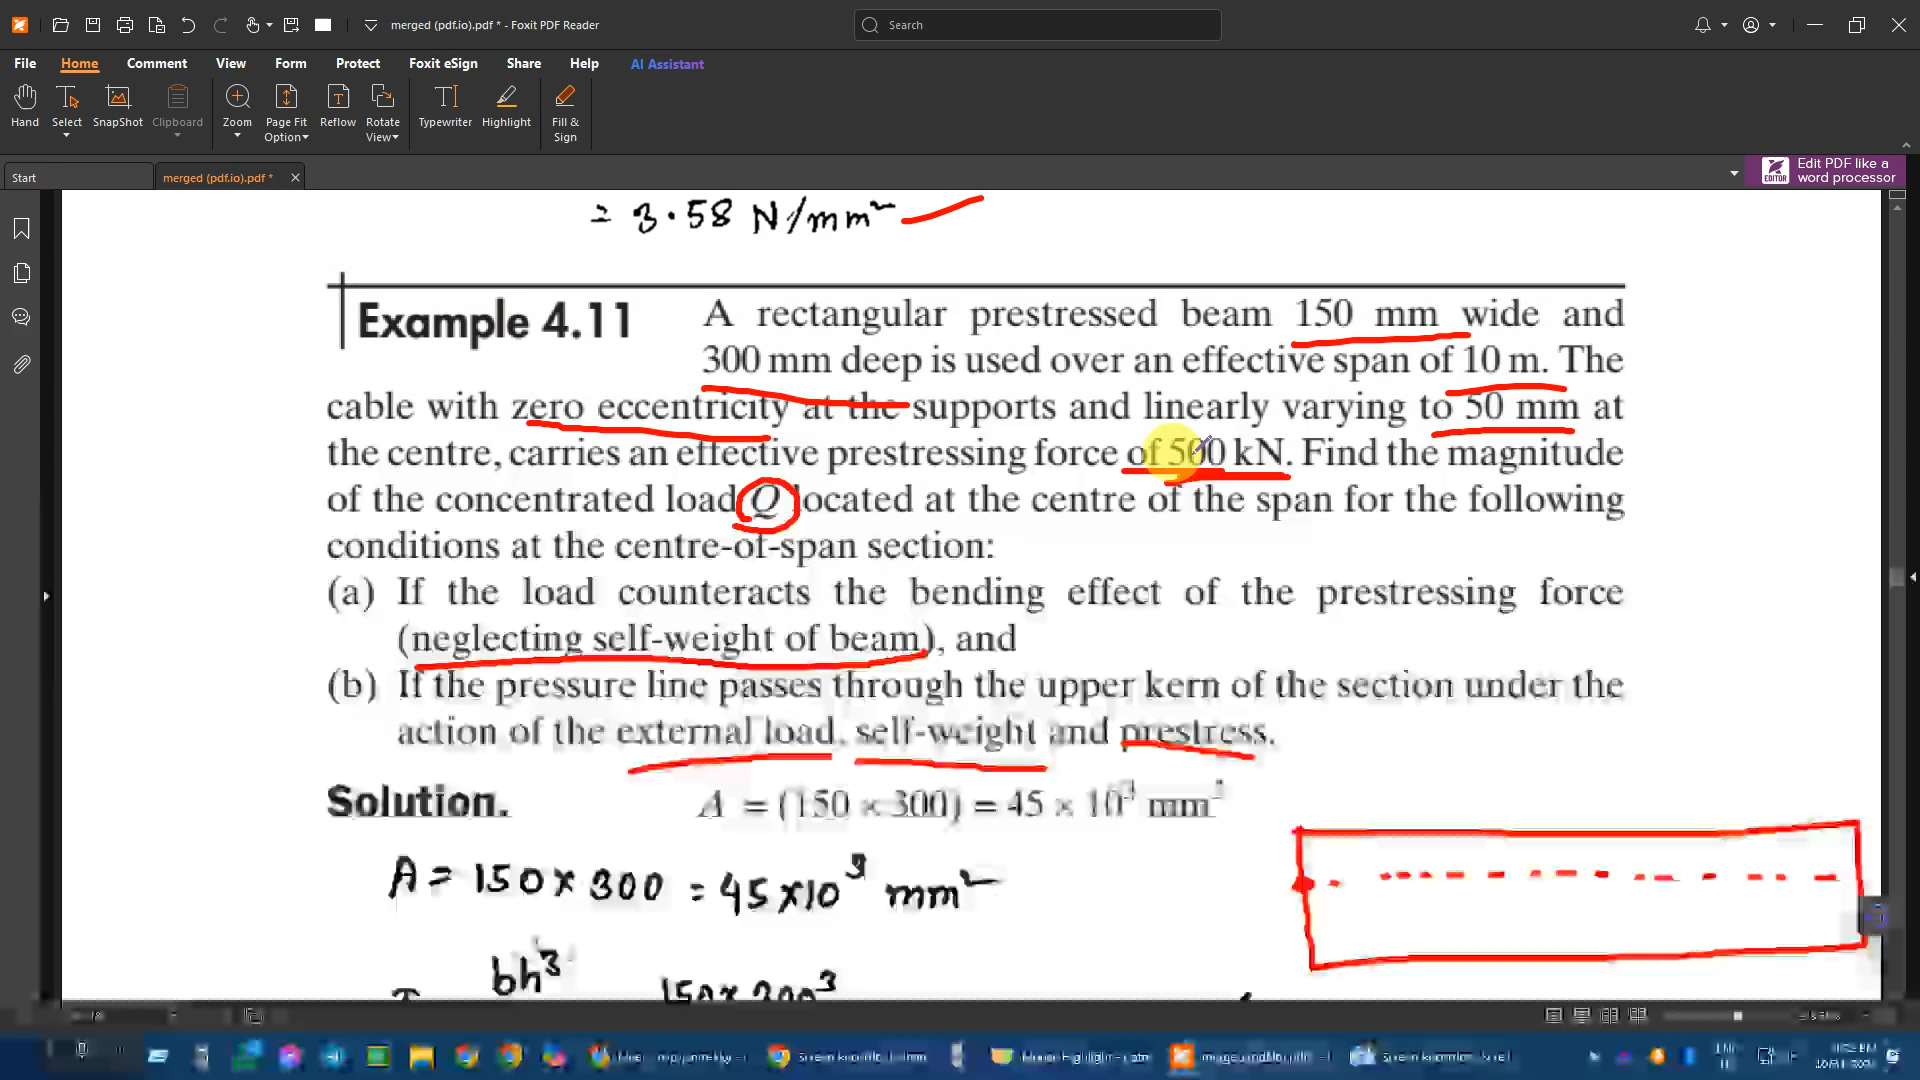 merged (pdf.io).pdf * - Foxit PDF Reader
Search
File Home Comment View Form Protect Foxit eSign Share Help AI Assistant
Hand Select SnapShot Clipboard Zoom Page Fit Option Reflow Rotate View Typewriter Highlight Fill & Sign
Start merged (pdf.io).pdf *
EDITOR Edit PDF like a word processor
= 3.58 N/mm²
Example 4.11 A rectangular prestressed beam 150 mm wide and
300 mm deep is used over an effective span of 10 m. The
cable with zero eccentricity at the supports and linearly varying to 50 mm at
the centre, carries an effective prestressing force of 500 kN. Find the magnitude
of the concentrated load Q located at the centre of the span for the following
conditions at the centre-of-span section:
(a) If the load counteracts the bending effect of the prestressing force
(neglecting self-weight of beam), and
(b) If the pressure line passes through the upper kern of the section under the
action of the external load, self-weight and prestress.
Solution. A = (150 × 300) = 45 × 10³ mm²
A = 150 × 300 = 45 × 10³ mm²
bh³ 150 × 300³